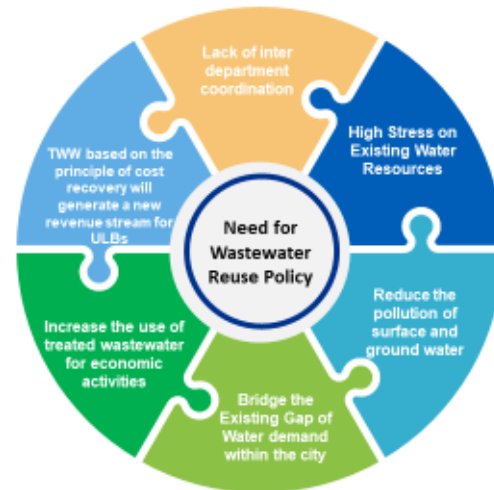 Lack of inter
department
coordination
High Stress on
Existing Water
Resources
Reduce the
pollution of
surface and
ground water
Bridge the
Existing Gap of
Water demand
within the city
Increase the use of
treated wastewater
for economic
activities
TWW based on the
principle of cost
recovery will
generate a new
revenue stream for
ULBs
Need for
Wastewater
Reuse Policy